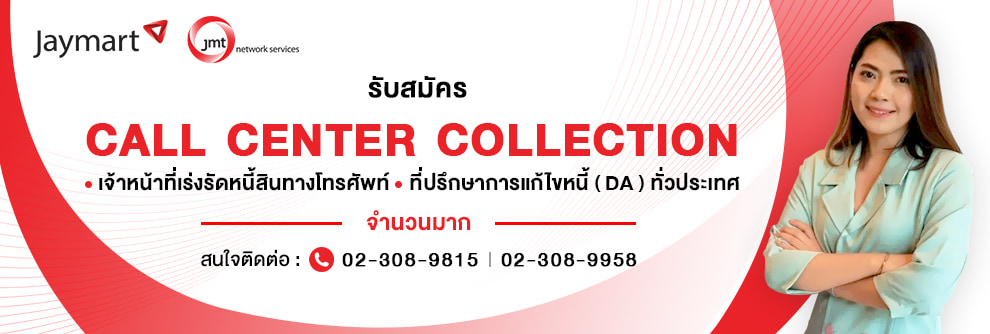 Jaymart
jmt network services
รับสมัคร
CALL CENTER COLLECTION
• เจ้าหน้าที่เร่งรัดหนี้สินทางโทรศัพท์ • ที่ปรึกษาการแก้ไขหนี้ ( DA ) ทั่วประเทศ
จำนวนมาก
สนใจติดต่อ : 02-308-9815 | 02-308-9958